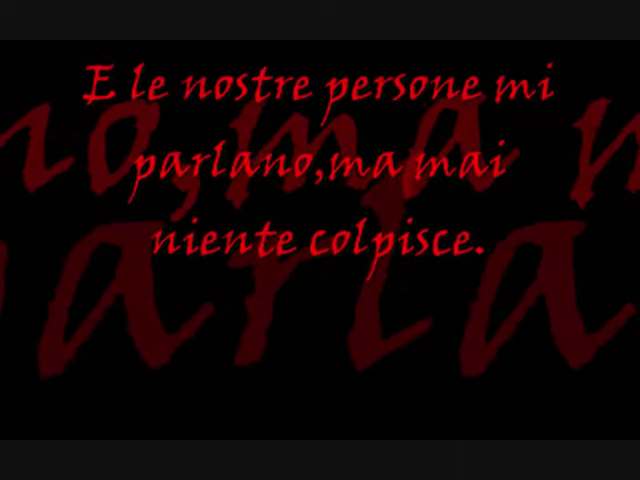 E le nostre persone mi
parlano,ma mai
niente colpisce.